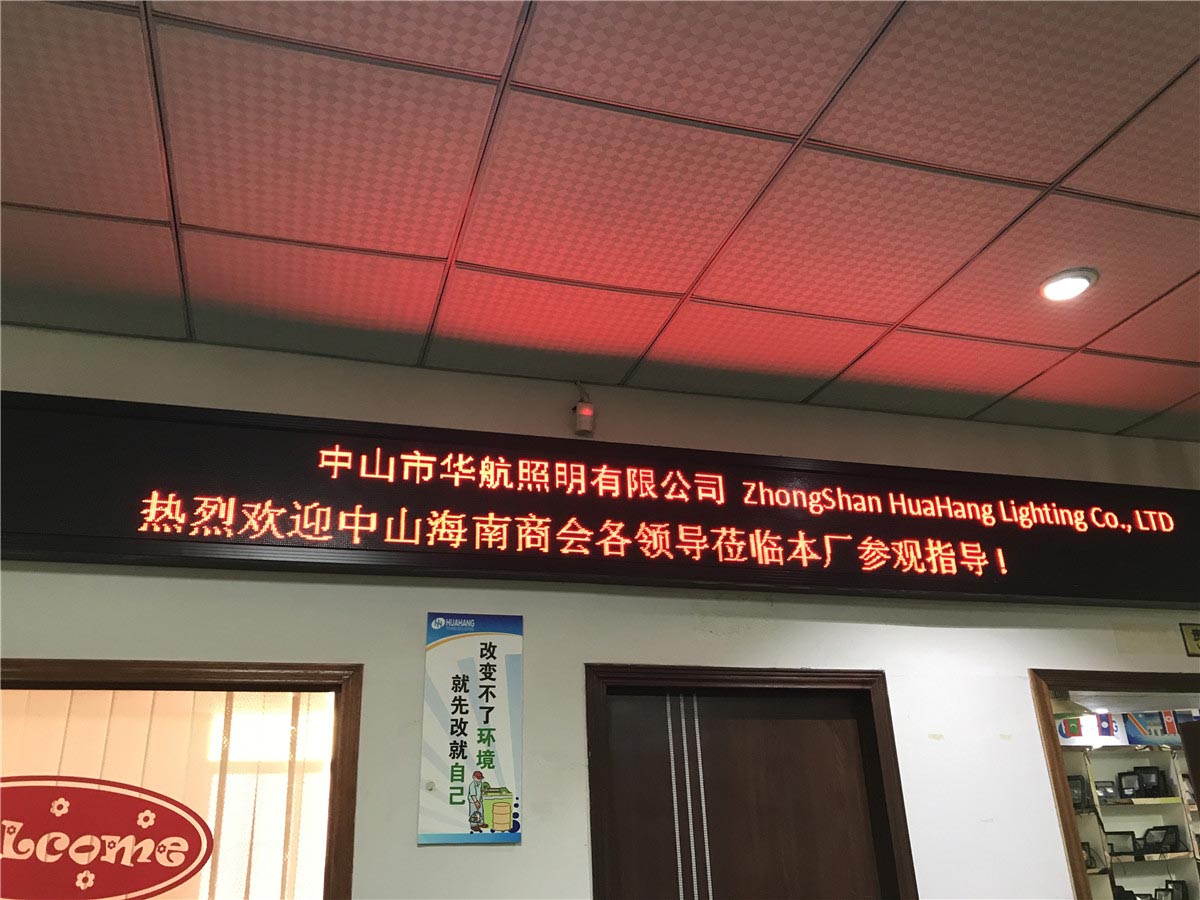 中山市华航照明有限公司 ZhongShan HuaHang Lighting Co., LTD
热烈欢迎中山海南商会各领导莅临本厂参观指导！
HUAHANG
改变不了环境
就先改就自己
Lcome